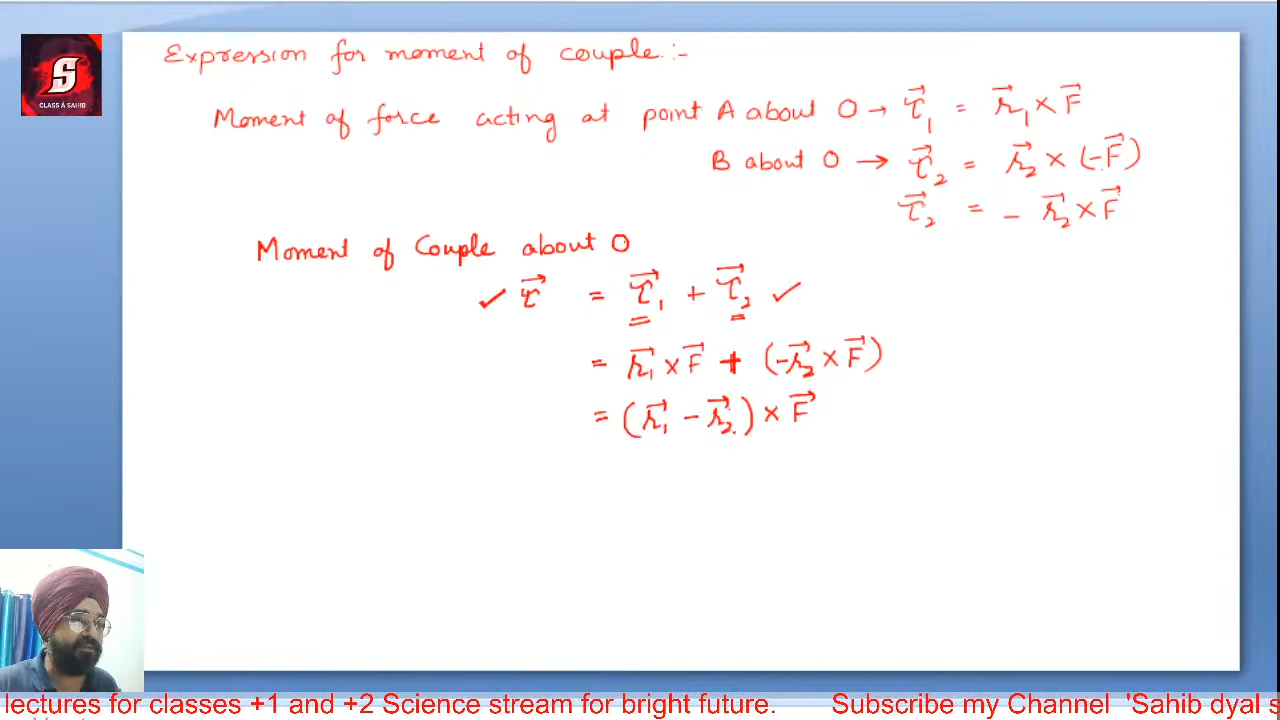 Expression for moment of couple :-
S
CLASS À SAHIB
Moment of force acting at point A about O → τ⃗₁ = r⃗₁ × F⃗
B about O → τ⃗₂ = r⃗₂ × (-F⃗)
τ⃗₂ = - r⃗₂ × F⃗
Moment of Couple about O
✓ τ⃗ = τ⃗₁ + τ⃗₂ ✓
= r⃗₁ × F⃗ + (-r⃗₂ × F⃗)
= (r⃗₁ - r⃗₂) × F⃗
lectures for classes +1 and +2 Science stream for bright future. Subscribe my Channel 'Sahib dyal s